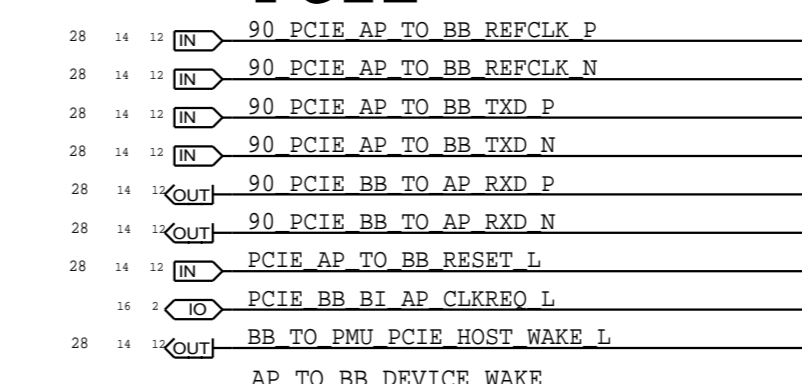 28 14 12 IN 90_PCIE_AP_TO_BB_REFCLK_P
28 14 12 IN 90_PCIE_AP_TO_BB_REFCLK_N
28 14 12 IN 90_PCIE_AP_TO_BB_TXD_P
28 14 12 IN 90_PCIE_AP_TO_BB_TXD_N
28 14 12 OUT 90_PCIE_BB_TO_AP_RXD_P
28 14 12 OUT 90_PCIE_BB_TO_AP_RXD_N
28 14 12 IN PCIE_AP_TO_BB_RESET_L
16 2 IO PCIE_BB_BI_AP_CLKREQ_L
28 14 12 OUT BB_TO_PMU_PCIE_HOST_WAKE_L
AP_TO_BB_DEVICE_WAKE